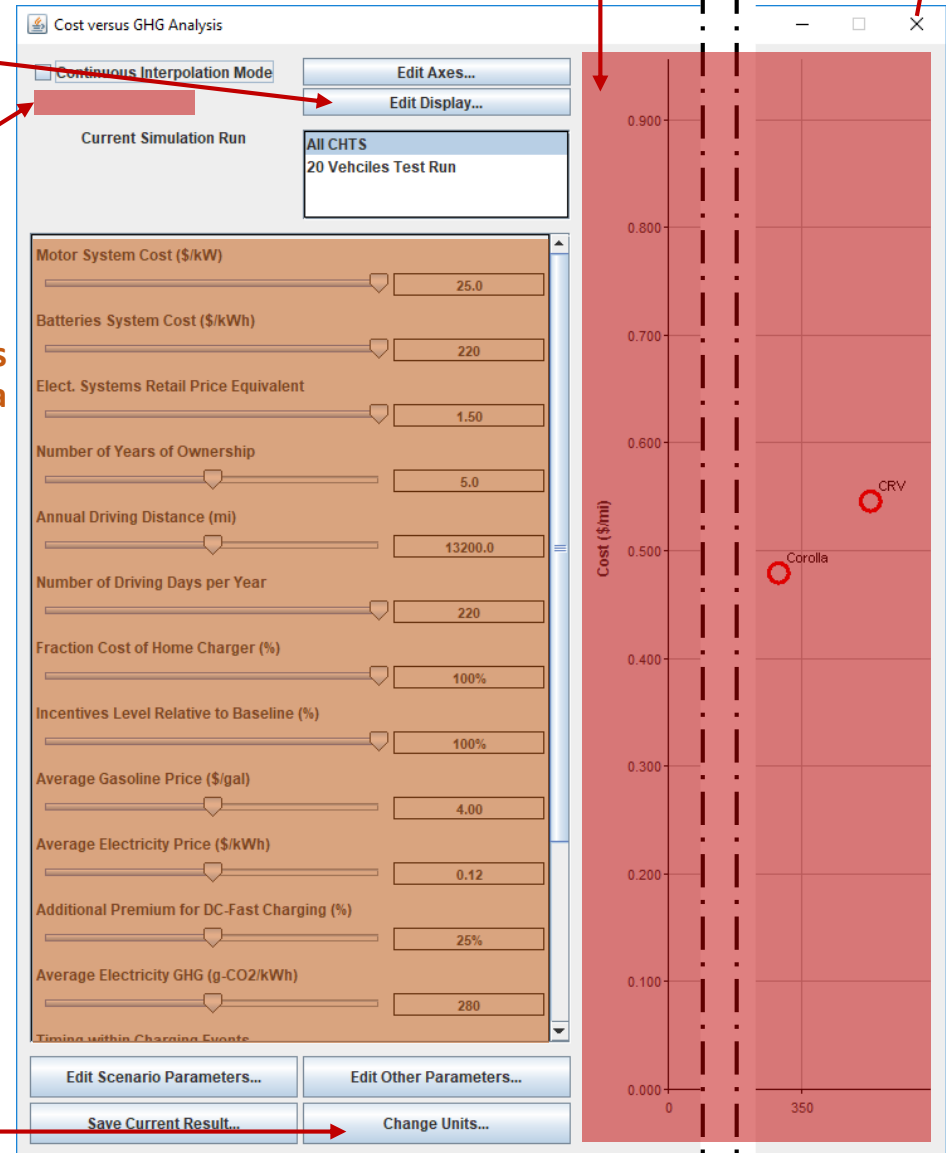 Cost versus GHG Analysis
Continuous Interpolation Mode
Edit Axes...
Edit Display...
Current Simulation Run
All CHTS
20 Vehciles Test Run
Motor System Cost ($/kW)
25.0
Batteries System Cost ($/kWh)
220
s
a
Elect. Systems Retail Price Equivalent
1.50
Number of Years of Ownership
5.0
Annual Driving Distance (mi)
13200.0
Number of Driving Days per Year
220
Fraction Cost of Home Charger (%)
100%
Incentives Level Relative to Baseline (%)
100%
Average Gasoline Price ($/gal)
4.00
Average Electricity Price ($/kWh)
0.12
Additional Premium for DC-Fast Charging (%)
25%
Average Electricity GHG (g-CO2/kWh)
280
Timing within Charging Events
Edit Scenario Parameters...
Edit Other Parameters...
Save Current Result...
Change Units...
0.900
0.800
0.700
0.600
CRV
Cost ($/mi)
0.500
Corolla
0.400
0.300
0.200
0.100
0.000
0
350